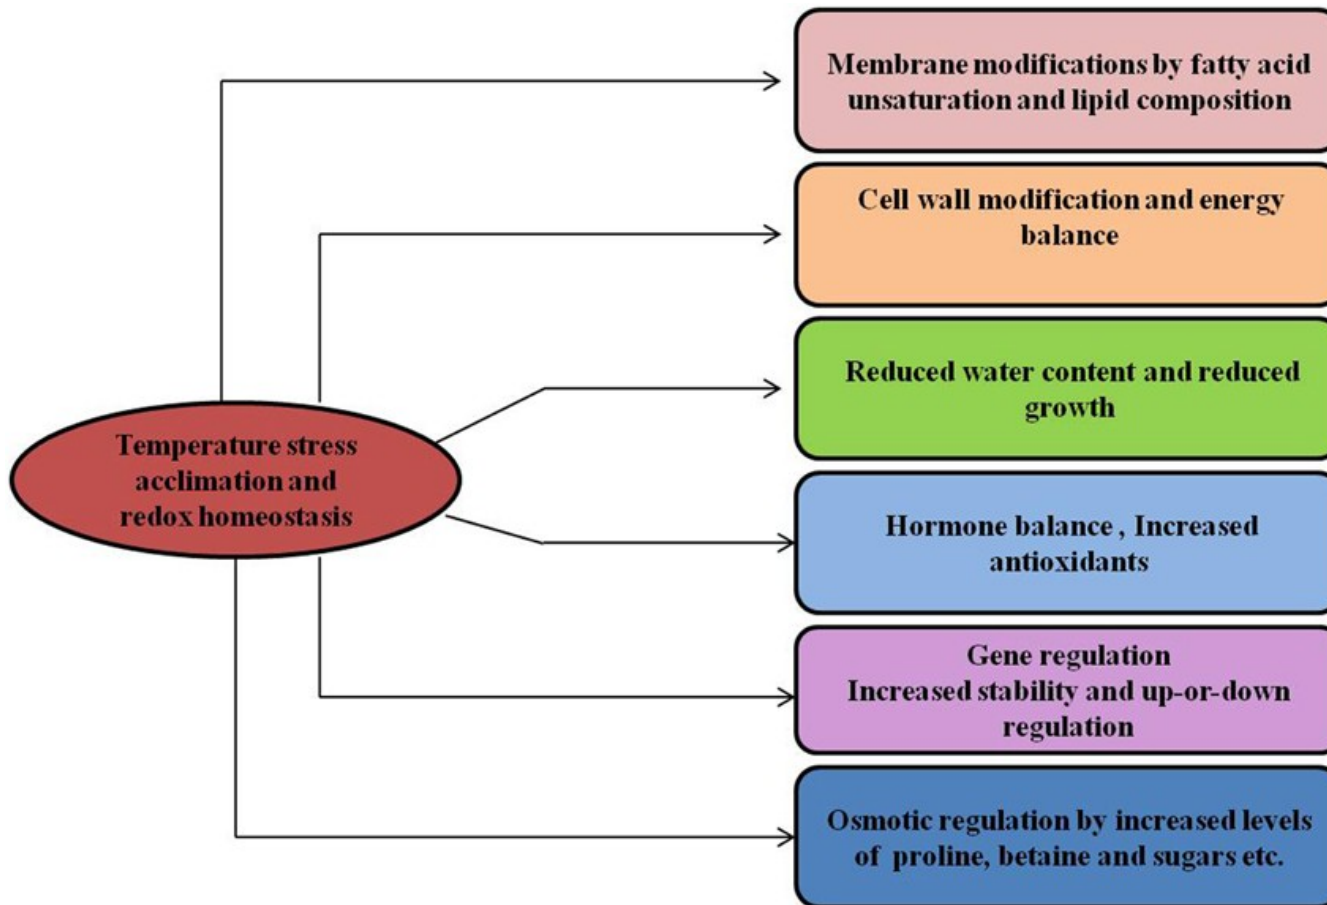 Membrane modifications by fatty acid
unsaturation and lipid composition
Cell wall modification and energy
balance
Reduced water content and reduced
growth
Temperature stress
acclimation and
redox homeostasis
Hormone balance , Increased
antioxidants
Gene regulation
Increased stability and up-or-down
regulation
Osmotic regulation by increased levels
of proline, betaine and sugars etc.